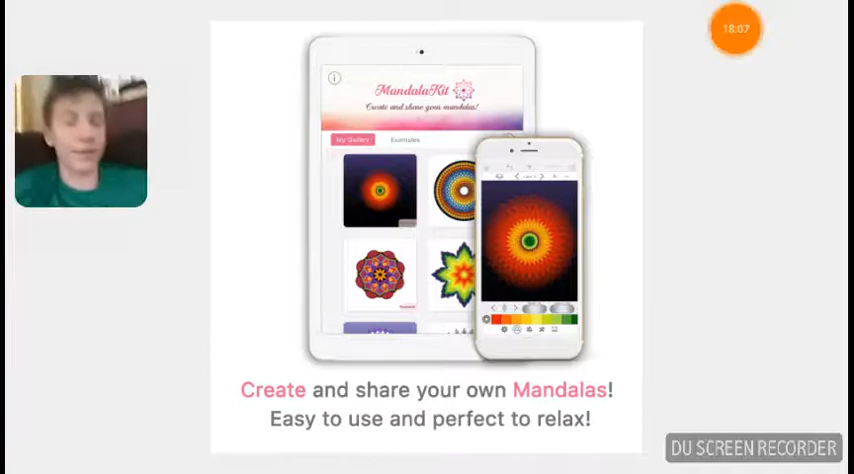 18:07
MandalaKit
Create and share your mandalas!
My Gallery
Examples
Create and share your own Mandalas!
Easy to use and perfect to relax!
DU SCREEN RECORDER